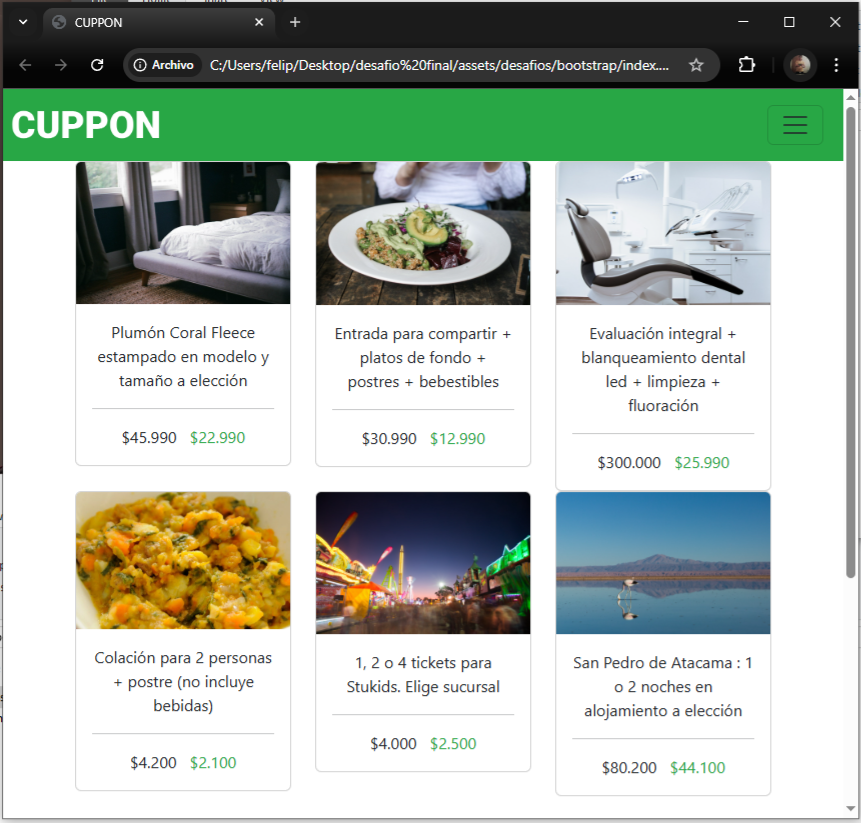 CUPPON
Archivo
C:/Users/felip/Desktop/desafio%20final/assets/desafios/bootstrap/index....
CUPPON
Plumón Coral Fleece
estampado en modelo y
tamaño a elección
$45.990 $22.990
Entrada para compartir +
platos de fondo +
postres + bebestibles
$30.990 $12.990
Evaluación integral +
blanqueamiento dental
led + limpieza +
fluoración
$300.000 $25.990
Colación para 2 personas
+ postre (no incluye
bebidas)
$4.200 $2.100
1, 2 o 4 tickets para
Stukids. Elige sucursal
$4.000 $2.500
San Pedro de Atacama : 1
o 2 noches en
alojamiento a elección
$80.200 $44.100